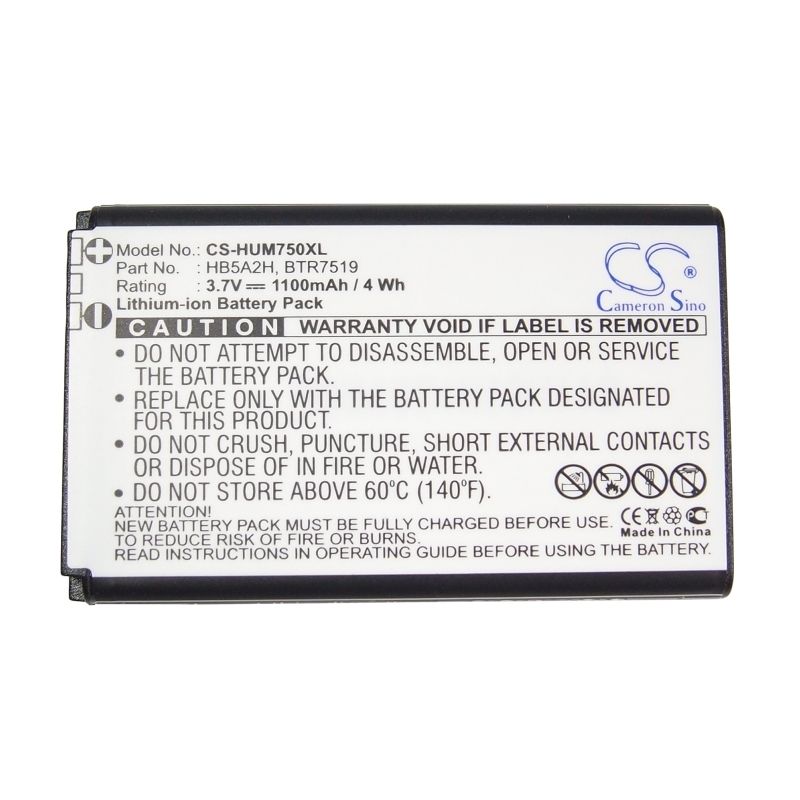 Model No.: CS-HUM750XL
Part No. : HB5A2H, BTR7519
Rating : 3.7V ⎓ 1100mAh / 4 Wh
Lithium-ion Battery Pack
CS
Cameron Sino
CAUTION WARRANTY VOID IF LABEL IS REMOVED
• DO NOT ATTEMPT TO DISASSEMBLE, OPEN OR SERVICE
THE BATTERY PACK.
• REPLACE ONLY WITH THE BATTERY PACK DESIGNATED
FOR THIS PRODUCT.
• DO NOT CRUSH, PUNCTURE, SHORT EXTERNAL CONTACTS
OR DISPOSE OF IN FIRE OR WATER.
• DO NOT STORE ABOVE 60°C (140°F).
ATTENTION:
NEW BATTERY PACK MUST BE FULLY CHARGED BEFORE USE
TO REDUCE RISK OF FIRE OR BURNS.
READ INSTRUCTIONS IN OPERATING GUIDE BEFORE USING THE BATTERY.
CE
Made in China